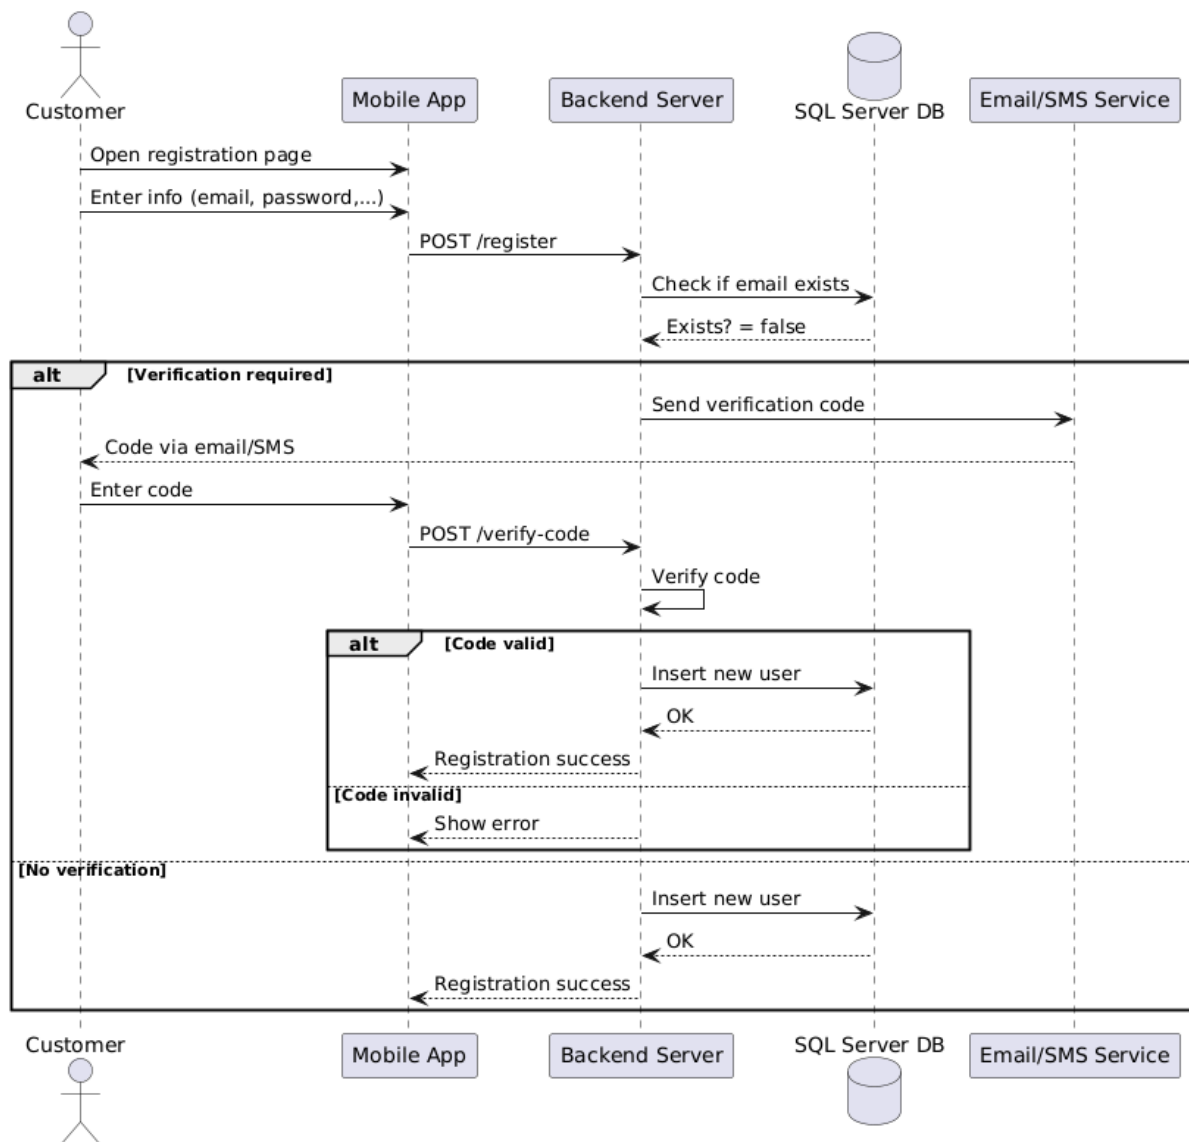 Customer
Mobile App
Backend Server
SQL Server DB
Email/SMS Service
Open registration page
Enter info (email, password,...)
POST /register
Check if email exists
Exists? = false
alt
[Verification required]
Send verification code
Code via email/SMS
Enter code
POST /verify-code
Verify code
alt
[Code valid]
Insert new user
OK
Registration success
[Code invalid]
Show error
[No verification]
Insert new user
OK
Registration success
Customer
Mobile App
Backend Server
SQL Server DB
Email/SMS Service